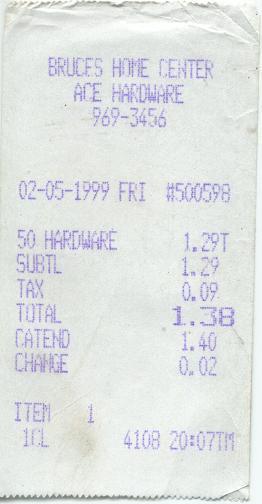 BRUCES HOME CENTER
ACE HARDWARE
969-3456
02-05-1999 FRI #500598
50 HARDWARE 1.29T
SUBTL 1.29
TAX 0.09
TOTAL 1.38
CATEND 1.40
CHANGE 0.02
ITEM 1
1CL 4108 20:07TM